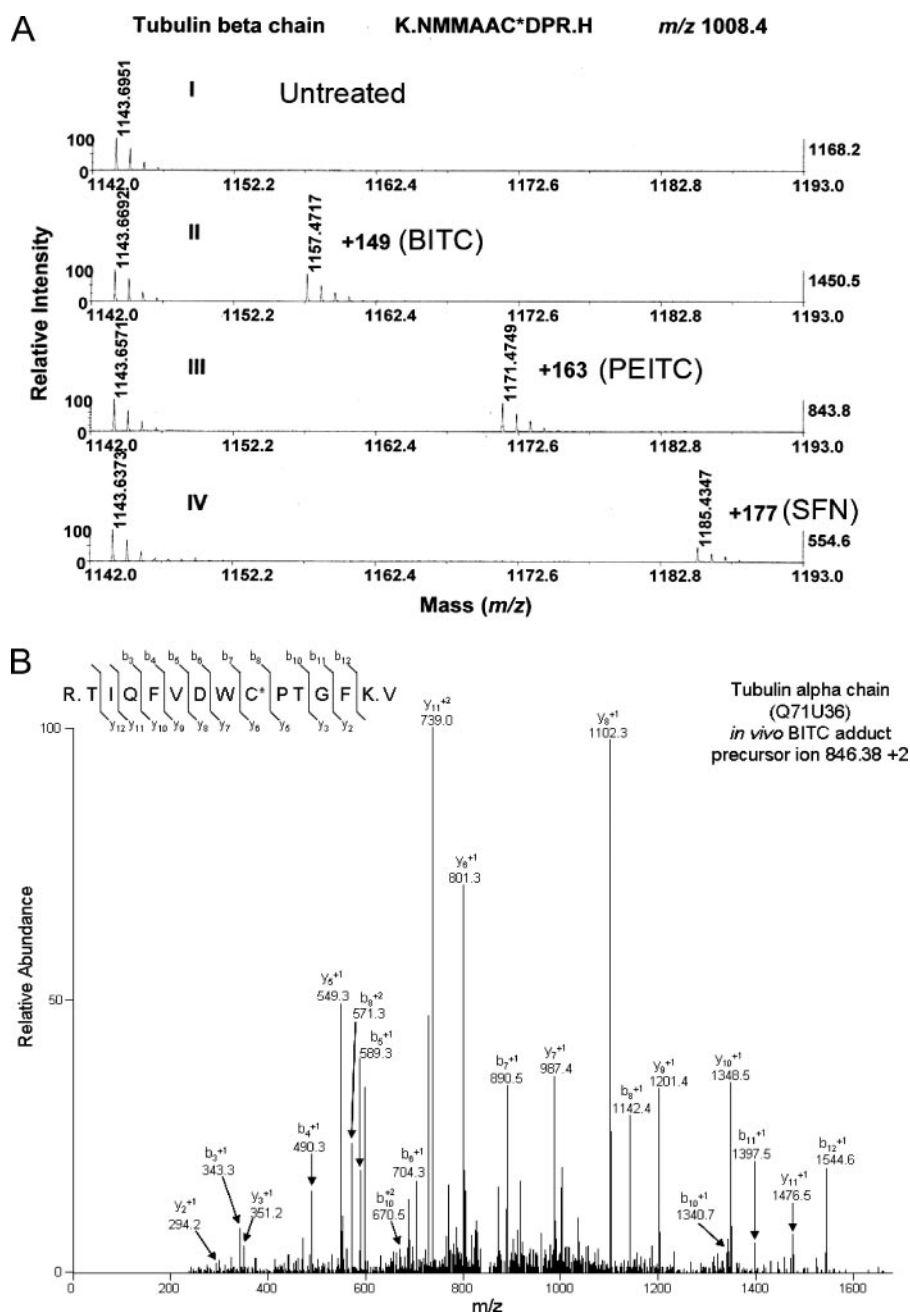 A
Tubulin beta chain K.NMMAAC*DPR.H m/z 1008.4
Relative Intensity
I
Untreated
1143.6951
100
0
1168.2
1142.0 1152.2 1162.4 1172.6 1182.8 1193.0
II
1143.6692
1157.4717
+149 (BITC)
100
0
1450.5
1142.0 1152.2 1162.4 1172.6 1182.8 1193.0
III
1143.6571
1171.4749
+163 (PEITC)
100
0
843.8
1142.0 1152.2 1162.4 1172.6 1182.8 1193.0
IV
1143.6373
1185.4347
+177 (SFN)
100
0
554.6
1142.0 1152.2 1162.4 1172.6 1182.8 1193.0
Mass (m/z)
B
b3 b4 b5 b6 b7 b8 b10 b11 b12
R.TIQFVDWC*PTGFK.V
y12 y11 y10 y9 y8 y7 y6 y5 y3 y2
Tubulin alpha chain
(Q71U36)
in vivo BITC adduct
precursor ion 846.38 +2
Relative Abundance
100
50
0
y11+2
739.0
y8+1
1102.3
y6+1
801.3
y5+1
549.3
b8+2
571.3
b5+1
589.3
b7+1
890.5
y7+1
987.4
b8+1
1142.4
y9+1
1201.4
y10+1
1348.5
b11+1
1397.5
b12+1
1544.6
b4+1
490.3
b3+1
343.3
y3+1
351.2
y2+1
294.2
b6+1
704.3
b10+2
670.5
b10+1
1340.7
y11+1
1476.5
0 200 400 600 800 1000 1200 1400 1600
m/z